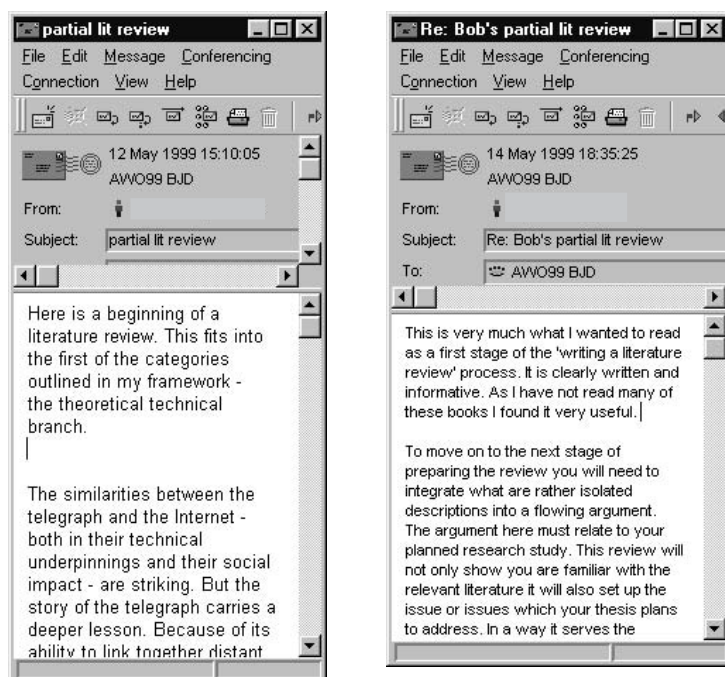 partial lit review
File Edit Message Conferencing
Connection View Help
12 May 1999 15:10:05
AWO99 BJD
From:
Subject: partial lit review
Here is a beginning of a
literature review. This fits into
the first of the categories
outlined in my framework -
the theoretical technical
branch.
The similarities between the
telegraph and the Internet -
both in their technical
underpinnings and their social
impact - are striking. But the
story of the telegraph carries a
deeper lesson. Because of its
ability to link together distant
Re: Bob's partial lit review
File Edit Message Conferencing
Connection View Help
14 May 1999 18:35:25
AWO99 BJD
From:
Subject: Re: Bob's partial lit review
To: AWO99 BJD
This is very much what I wanted to read
as a first stage of the 'writing a literature
review' process. It is clearly written and
informative. As I have not read many of
these books I found it very useful.
To move on to the next stage of
preparing the review you will need to
integrate what are rather isolated
descriptions into a flowing argument.
The argument here must relate to your
planned research study. This review will
not only show you are familiar with the
relevant literature it will also set up the
issue or issues which your thesis plans
to address. In a way it serves the